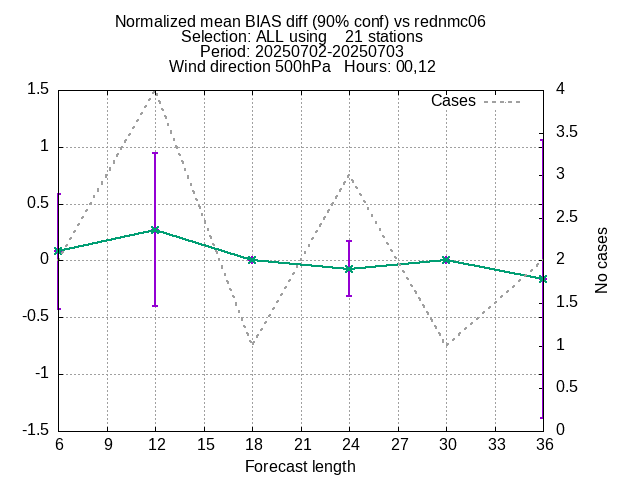 Normalized mean BIAS diff (90% conf) vs rednmc06
Selection: ALL using    21 stations
Period: 20250702-20250703
Wind direction 500hPa   Hours: 00,12
Cases
1.5
1
0.5
0
-0.5
-1
-1.5
4
3.5
3
2.5
2
1.5
1
0.5
0
No cases
6 9 12 15 18 21 24 27 30 33 36
Forecast length